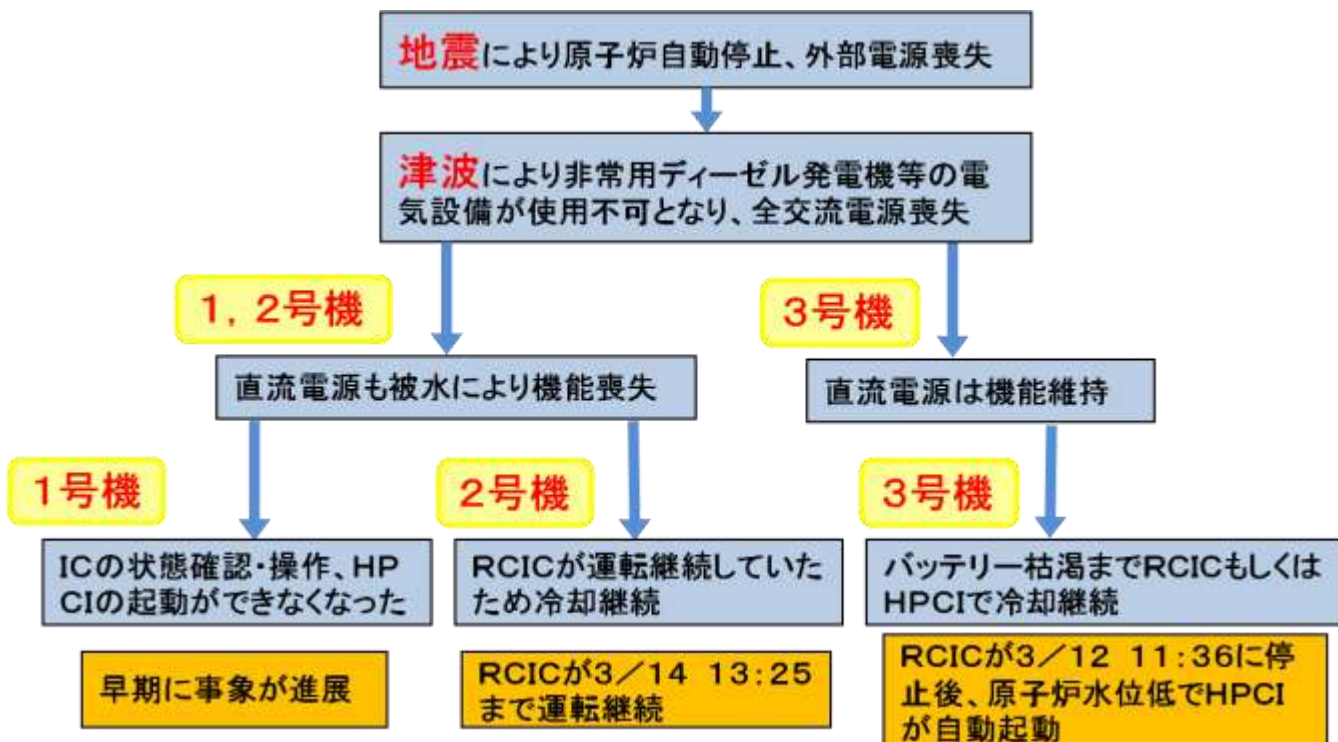 地震により原子炉自動停止、外部電源喪失
津波により非常用ディーゼル発電機等の電
気設備が使用不可となり、全交流電源喪失
1，2号機
3号機
直流電源も被水により機能喪失
直流電源は機能維持
1号機
2号機
3号機
ICの状態確認・操作、HP
CIの起動ができなくなった
RCICが運転継続していた
ため冷却継続
バッテリー枯渇までRCICもしくは
HPCIで冷却継続
早期に事象が進展
RCICが3／14 13：25
まで運転継続
RCICが3／12 11：36に停
止後、原子炉水位低でHPCI
が自動起動